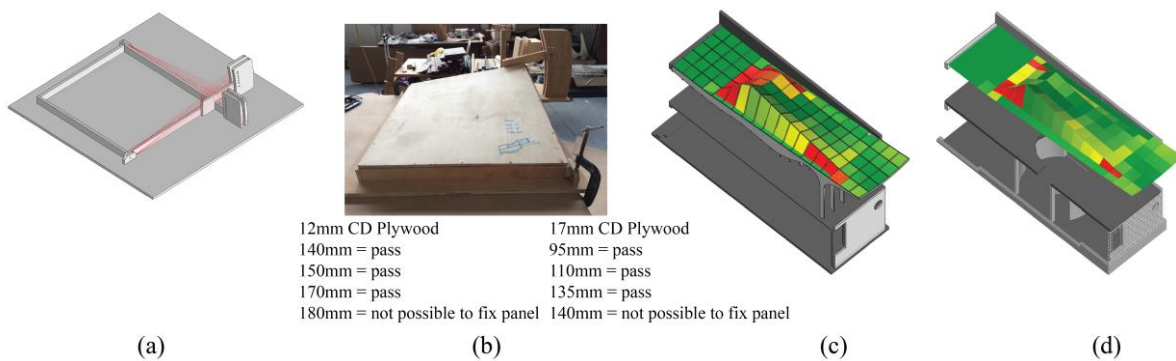 12mm CD Plywood
140mm = pass
150mm = pass
170mm = pass
180mm = not possible to fix panel
17mm CD Plywood
95mm = pass
110mm = pass
135mm = pass
140mm = not possible to fix panel
(a)
(b)
(c)
(d)